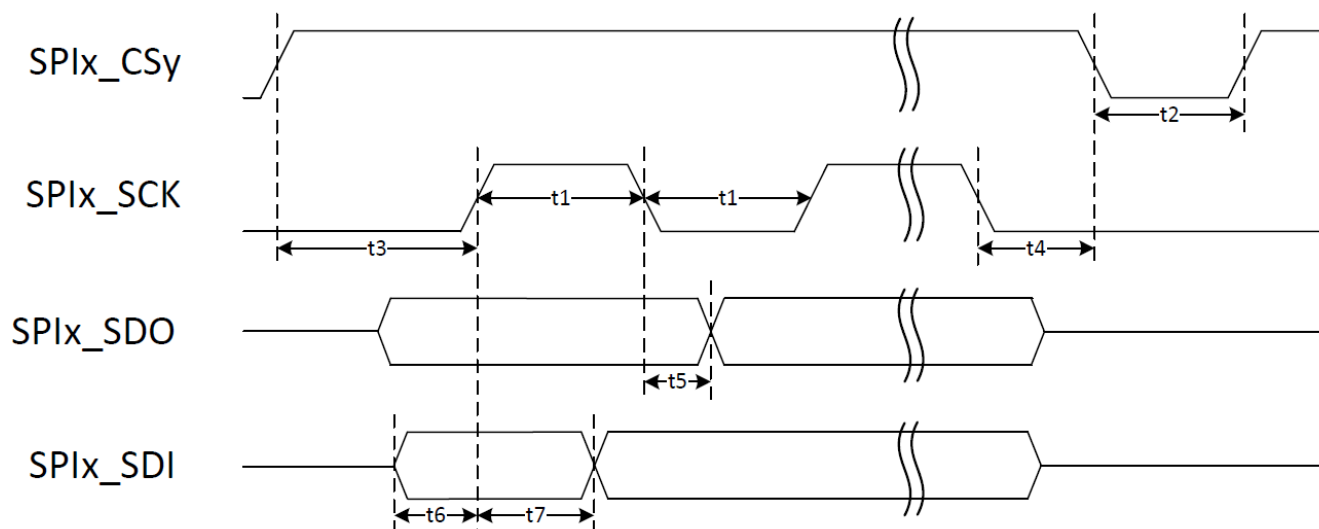 SPIx_CSy
t2
SPIx_SCK
t1
t1
t3
t4
SPIx_SDO
t5
SPIx_SDI
t6
t7